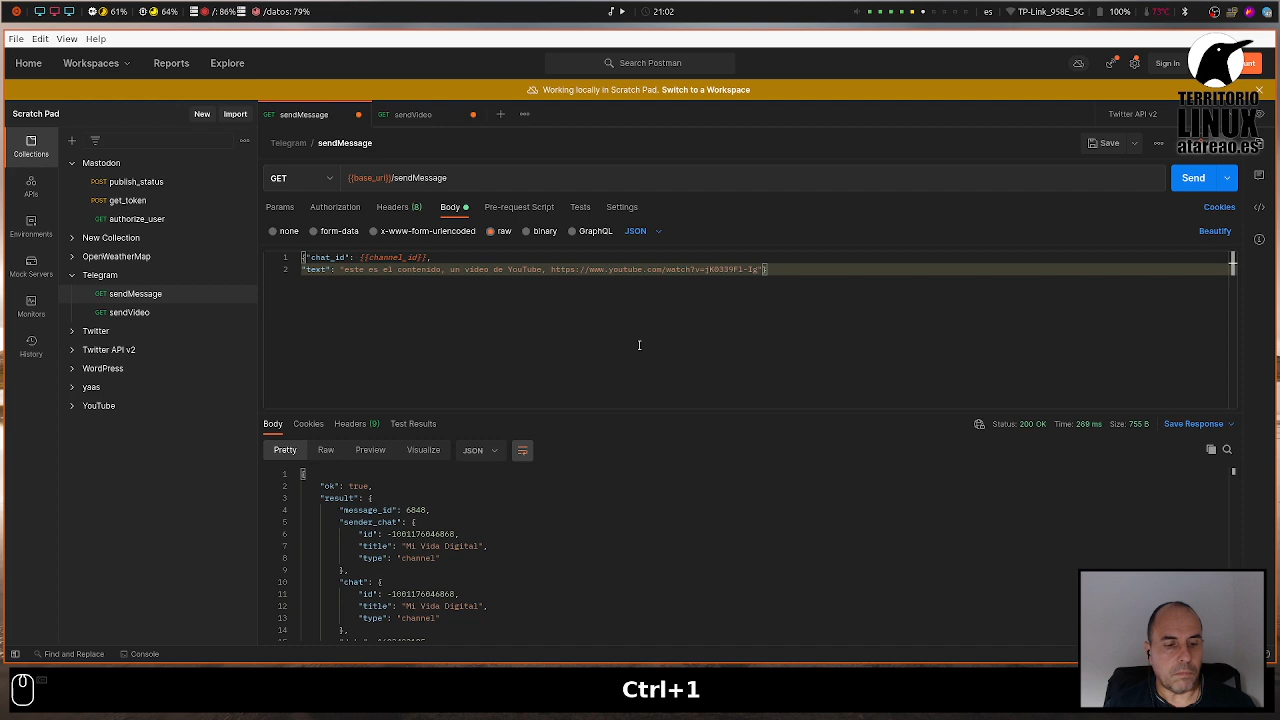 61% 64% /: 86% /datos: 79% 21:02 es TP-Link_958E_5G 100% 73°C
File Edit View Help
Home Workspaces Reports Explore Search Postman Sign In
Working locally in Scratch Pad. Switch to a Workspace
Scratch Pad New Import sendMessage sendVideo Twitter API v2
TERRITORIO
LINUX
atareao.es
Collections
APIs
Environments
Mock Servers
Monitors
History
Mastodon
POST publish_status
POST get_token
POST authorize_user
New Collection
OpenWeatherMap
Telegram
GET sendMessage
GET sendVideo
Twitter
Twitter API v2
WordPress
yaas
YouTube
GET sendMessage GET sendVideo
Telegram / sendMessage Save
GET {{base_uri}}/sendMessage Send
Params Authorization Headers (8) Body Pre-request Script Tests Settings Cookies
none form-data x-www-form-urlencoded raw binary GraphQL JSON Beautify
1 {"chat_id": {{channel_id}},
2 "text": "este es el contenido, un vídeo de YouTube, https://www.youtube.com/watch?v=jK0339Fl-Ig"}
Body Cookies Headers (9) Test Results Status: 200 OK Time: 269 ms Size: 755 B Save Response
Pretty Raw Preview Visualize JSON
1 {
2 "ok": true,
3 "result": {
4 "message_id": 6848,
5 "sender_chat": {
6 "id": -1001176046868,
7 "title": "Mi Vida Digital",
8 "type": "channel"
9 },
10 "chat": {
11 "id": -1001176046868,
12 "title": "Mi Vida Digital",
13 "type": "channel"
14 },
Find and Replace Console
Ctrl+1